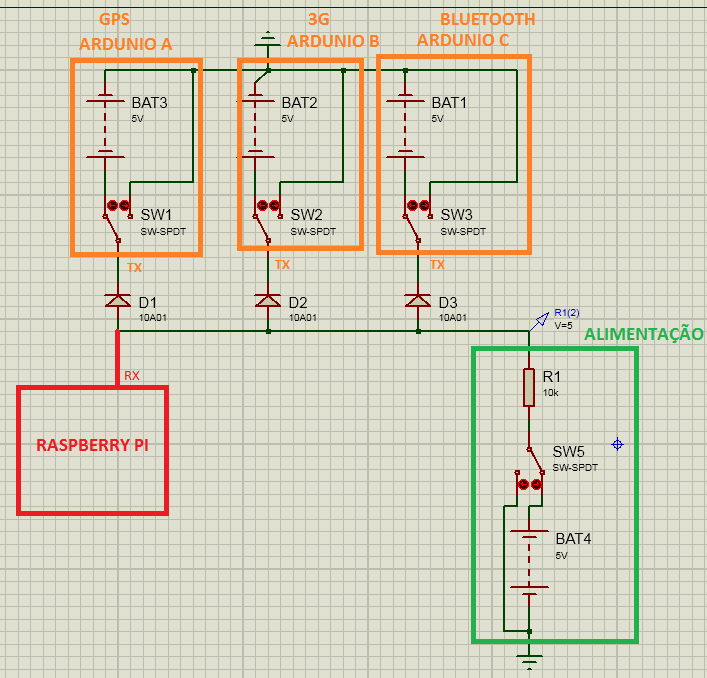 GPS
ARDUNIO A
3G
ARDUNIO B
BLUETOOTH
ARDUNIO C
BAT3
5V
BAT2
5V
BAT1
5V
SW1
SW-SPDT
SW2
SW-SPDT
SW3
SW-SPDT
TX
TX
TX
D1
10A01
D2
10A01
D3
10A01
R1(2)
V=5
ALIMENTAÇÃO
RX
RASPBERRY PI
R1
10k
SW5
SW-SPDT
BAT4
5V